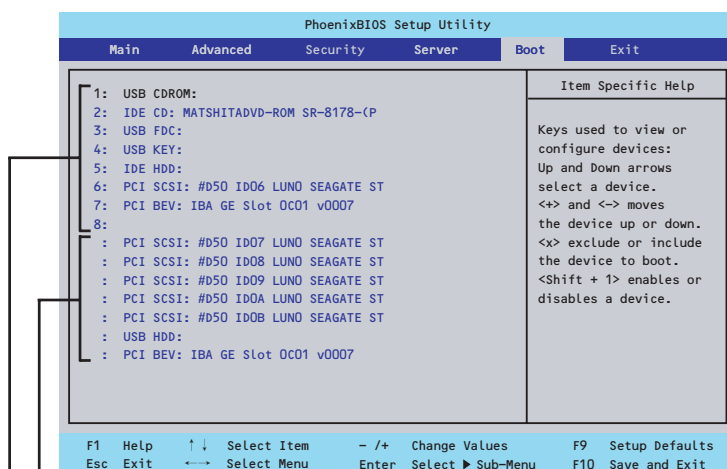 PhoenixBIOS Setup Utility
Main Advanced Security Server Boot Exit
1: USB CDROM:
2: IDE CD: MATSHITADVD-ROM SR-8178-(P
3: USB FDC:
4: USB KEY:
5: IDE HDD:
6: PCI SCSI: #D50 ID06 LUN0 SEAGATE ST
7: PCI BEV: IBA GE Slot 0C01 v0007
8:
: PCI SCSI: #D50 ID07 LUN0 SEAGATE ST
: PCI SCSI: #D50 ID08 LUN0 SEAGATE ST
: PCI SCSI: #D50 ID09 LUN0 SEAGATE ST
: PCI SCSI: #D50 ID0A LUN0 SEAGATE ST
: PCI SCSI: #D50 ID0B LUN0 SEAGATE ST
: USB HDD:
: PCI BEV: IBA GE Slot 0C01 v0007
Item Specific Help
Keys used to view or
configure devices:
Up and Down arrows
select a device.
<+> and <-> moves
the device up or down.
<x> exclude or include
the device to boot.
<Shift + 1> enables or
disables a device.
F1 Help ↑↓ Select Item - /+ Change Values F9 Setup Defaults
Esc Exit ←→ Select Menu Enter Select ▶ Sub-Menu F10 Save and Exit